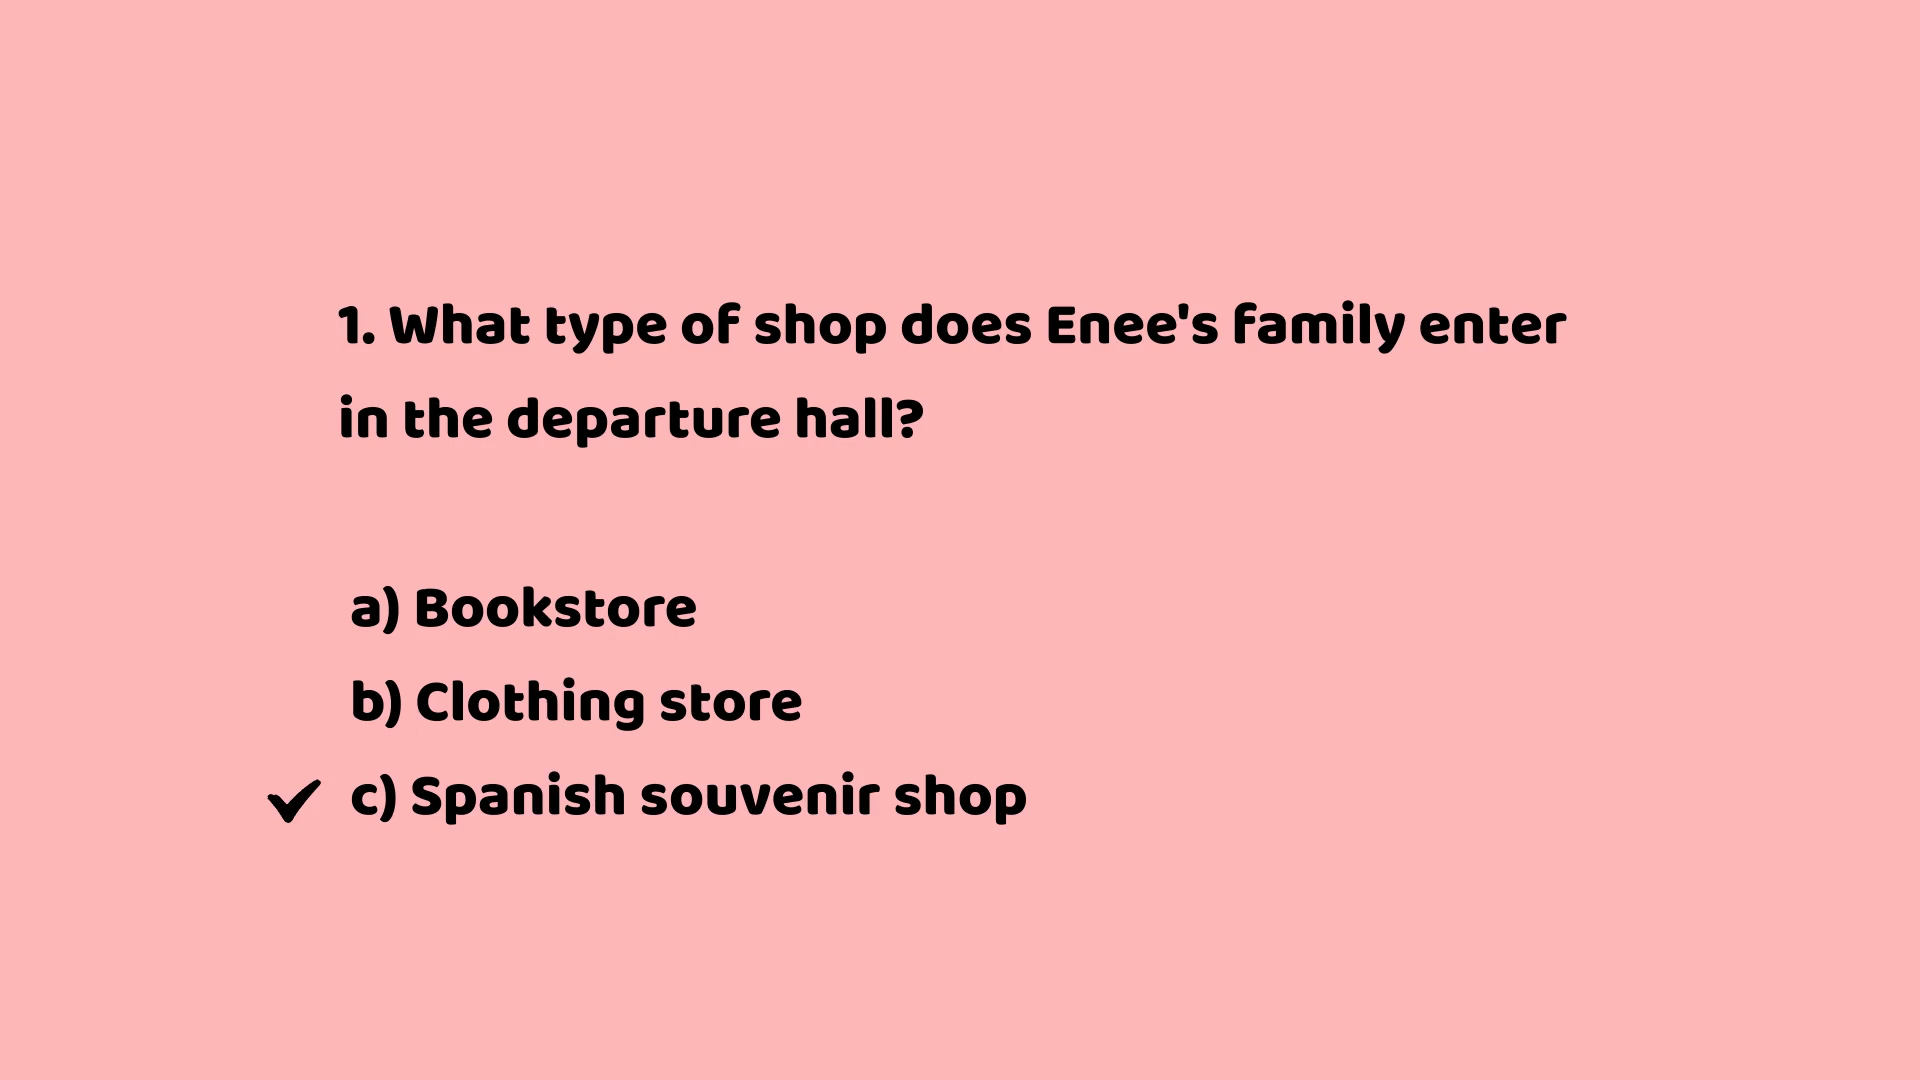 1. What type of shop does Enee's family enter
in the departure hall?
a) Bookstore
b) Clothing store
✓ c) Spanish souvenir shop